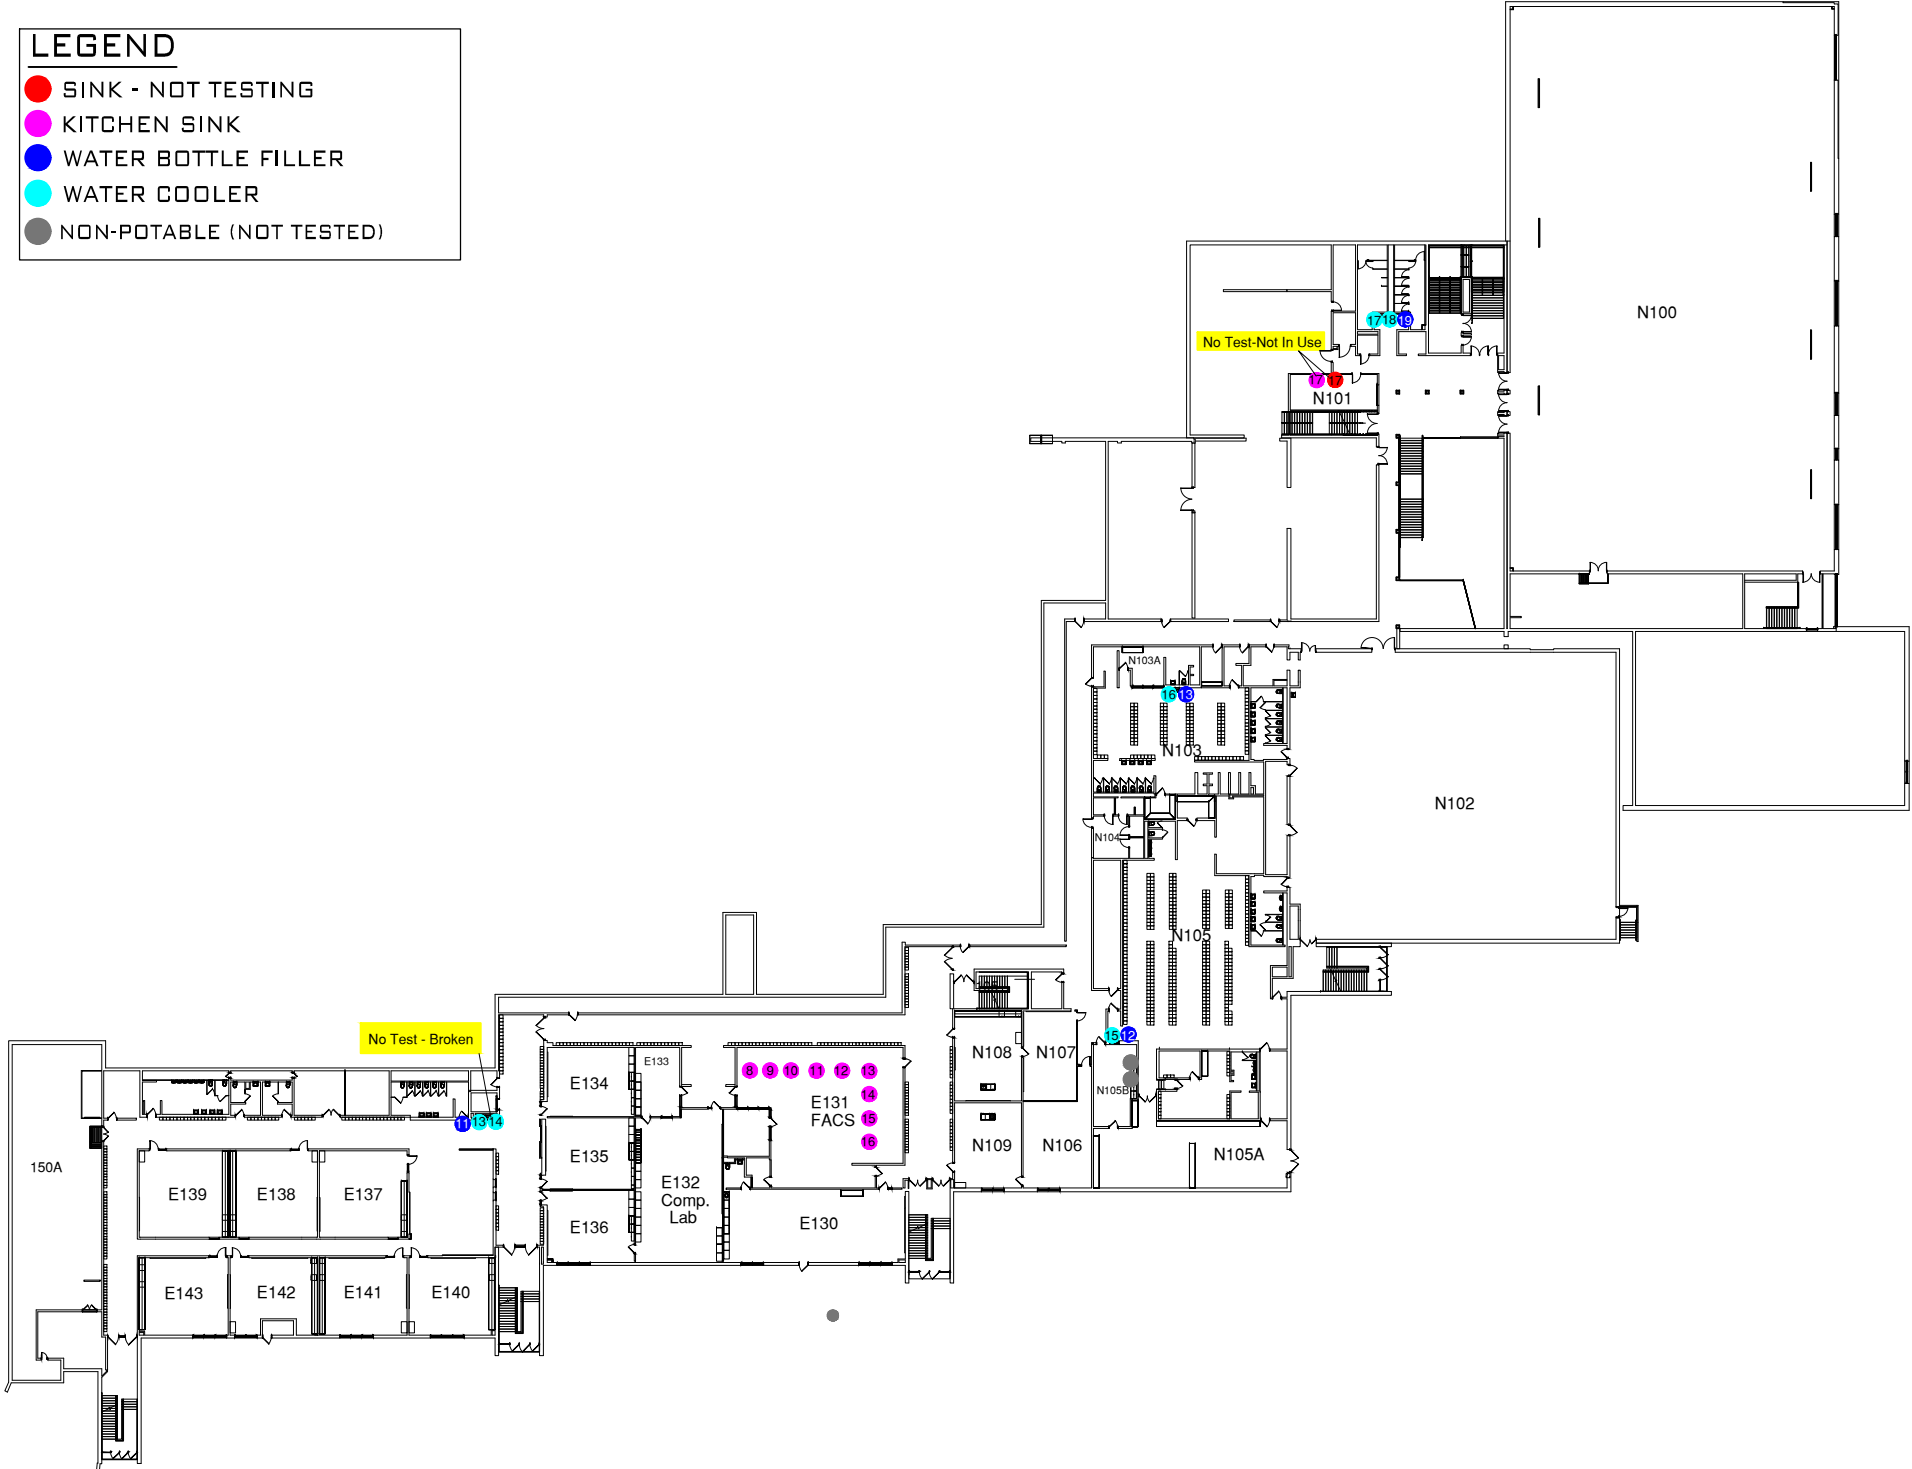 LEGEND
SINK - NOT TESTING
KITCHEN SINK
WATER BOTTLE FILLER
WATER COOLER
NON-POTABLE (NOT TESTED)
N100
17 18 19
No Test-Not In Use
17 17
N101
N103A
16 13
N103
N102
N104
N105
No Test - Broken
15 12
N108
N107
N105B
E133
E134
8 9 10 11 12 13
14
E131
FACS
15
16
11 13 14
N109
N106
N105A
E135
150A
E139
E138
E137
E132
Comp.
Lab
E136
E130
E143
E142
E141
E140